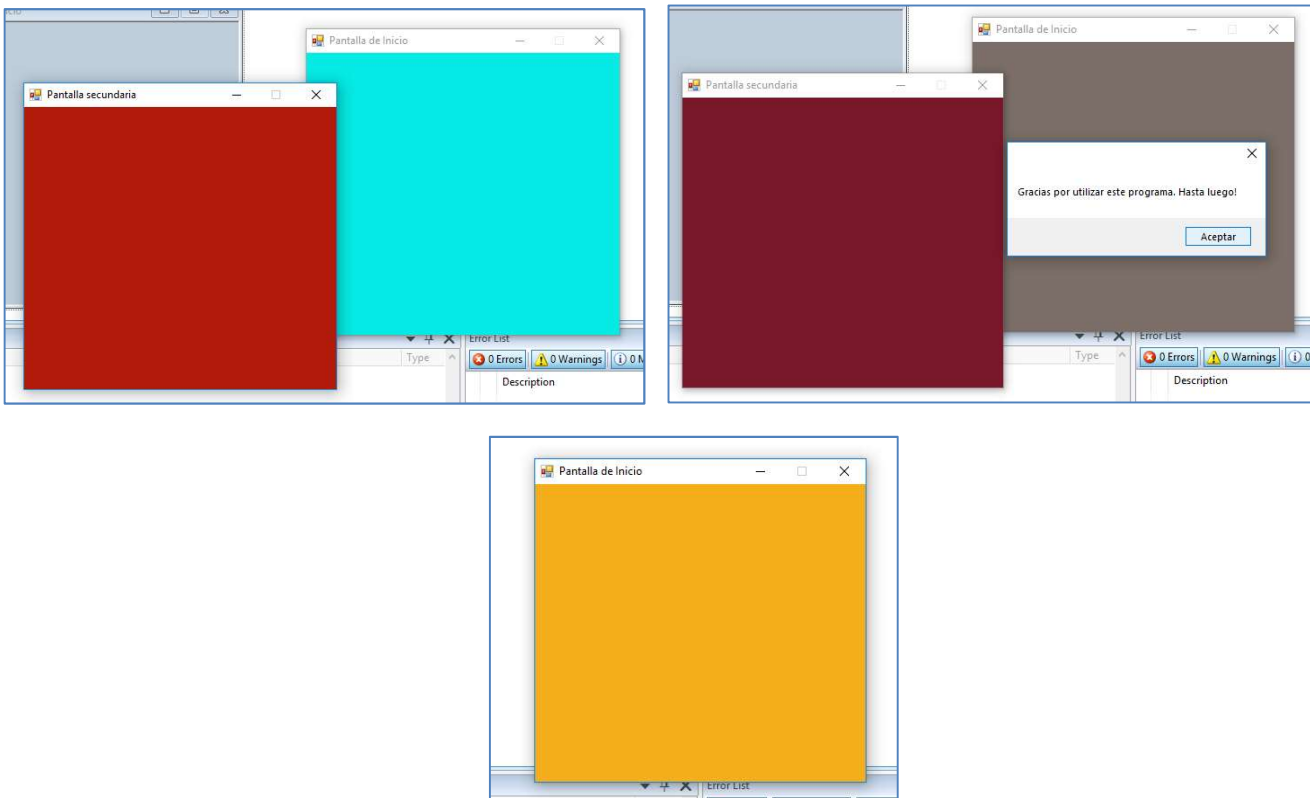 Pantalla de Inicio
Pantalla secundaria
Error List
Type
0 Errors
0 Warnings
Description
Pantalla de Inicio
Pantalla secundaria
Gracias por utilizar este programa. Hasta luego!
Aceptar
Error List
Type
0 Errors
0 Warnings
Description
Pantalla de Inicio
Error List